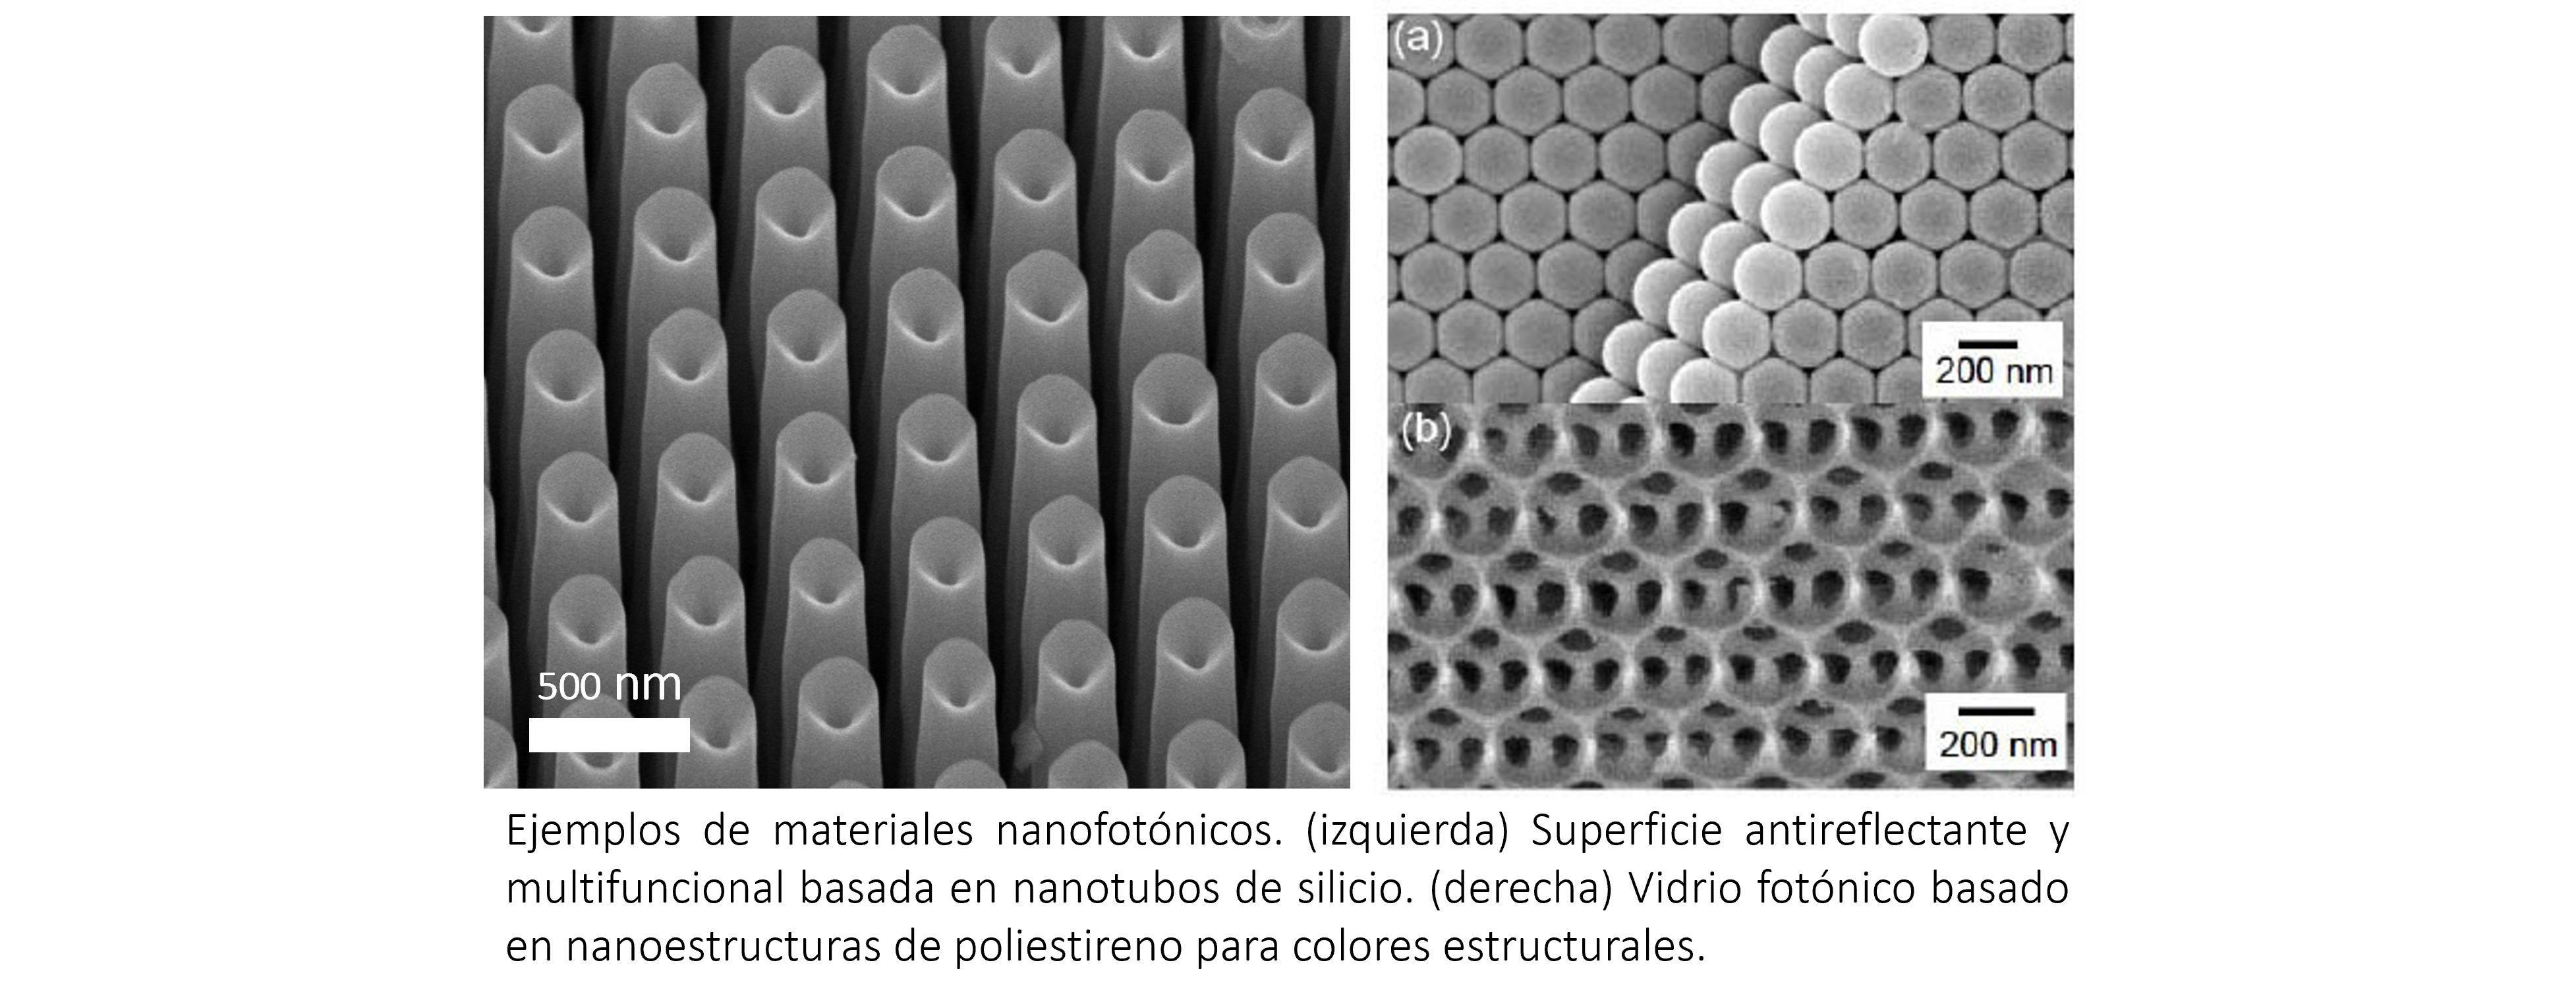 500 nm
(a)
200 nm
(b)
200 nm
Ejemplos de materiales nanofotónicos. (izquierda) Superficie antireflectante y
multifuncional basada en nanotubos de silicio. (derecha) Vidrio fotónico basado
en nanoestructuras de poliestireno para colores estructurales.